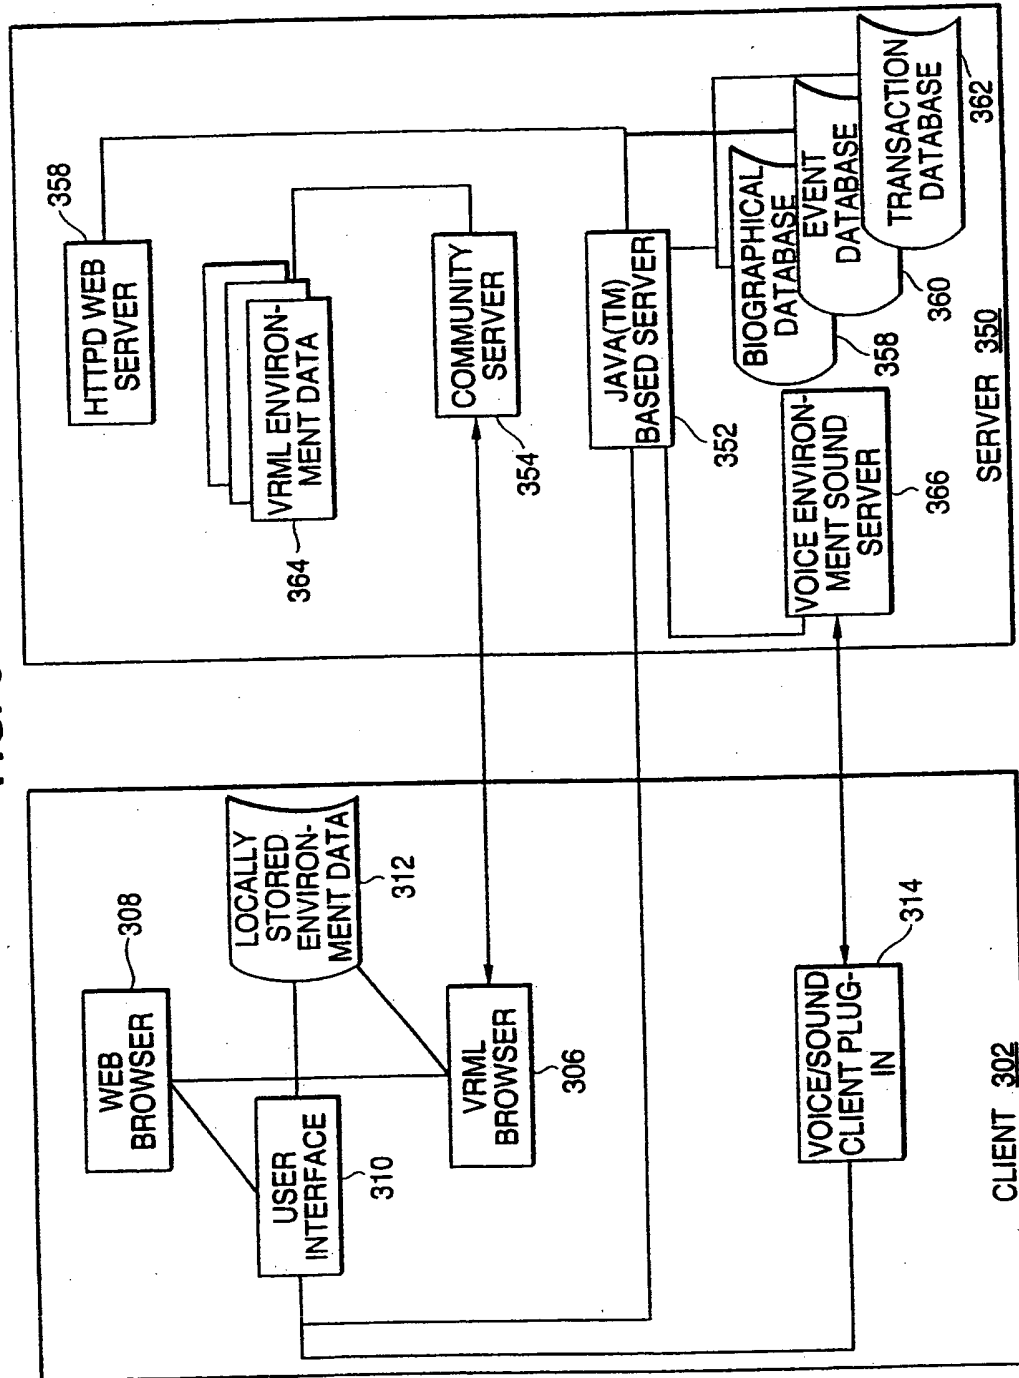 WEB
BROWSER
308
LOCALLY
STORED
ENVIRON-
MENT DATA
312
USER
INTERFACE
310
VRML
BROWSER
306
VOICE/SOUND
CLIENT PLUG-
IN
314
CLIENT 302
HTTPD WEB
SERVER
358
VRML ENVIRON-
MENT DATA
364
COMMUNITY
SERVER
354
JAVA(TM)
BASED SERVER
352
BIOGRAPHICAL
DATABASE
358
EVENT
DATABASE
360
TRANSACTION
DATABASE
362
VOICE ENVIRON-
MENT SOUND
SERVER
366
SERVER 350